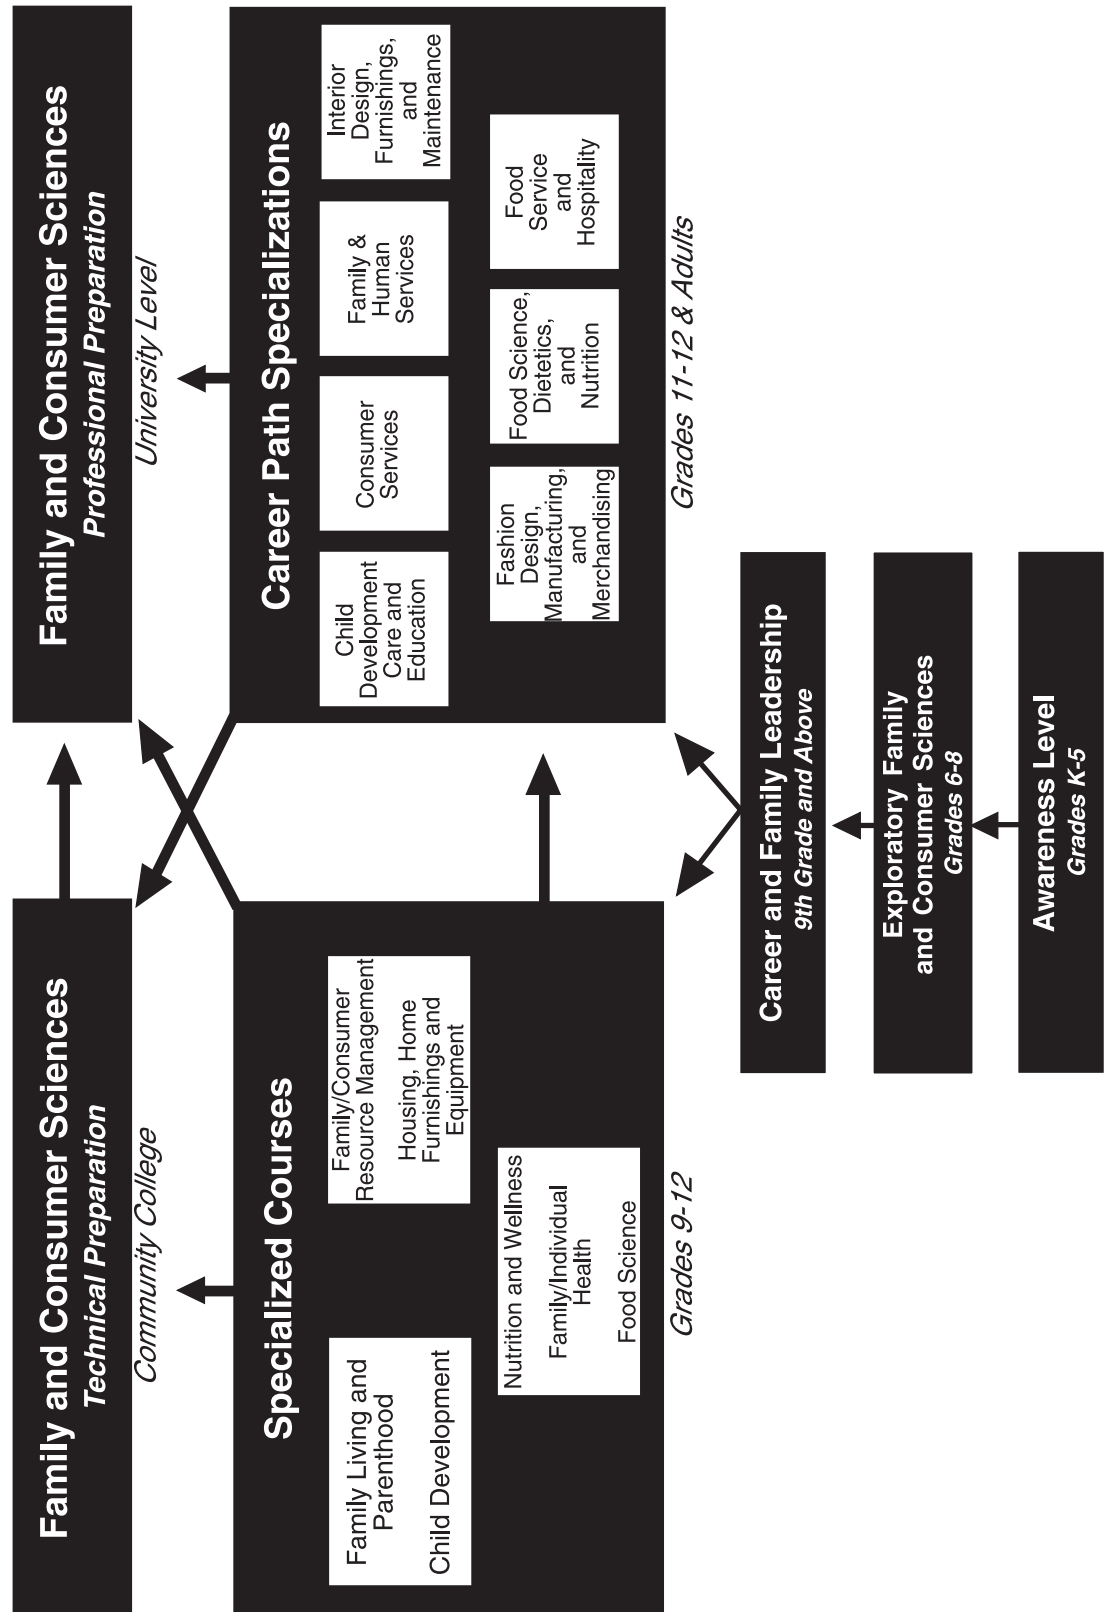 Family and Consumer Sciences
Technical Preparation
Community College
Family and Consumer Sciences
Professional Preparation
University Level
Specialized Courses
Family Living and
Parenthood
Child Development
Family/Consumer
Resource Management
Housing, Home
Furnishings and
Equipment
Nutrition and Wellness
Family/Individual
Health
Food Science
Grades 9-12
Career Path Specializations
Child
Development
Care and
Education
Consumer
Services
Family &
Human
Services
Interior
Design,
Furnishings,
and
Maintenance
Fashion
Design,
Manufacturing,
and
Merchandising
Food Science,
Dietetics,
and
Nutrition
Food
Service
and
Hospitality
Grades 11-12 & Adults
Career and Family Leadership
9th Grade and Above
Exploratory Family
and Consumer Sciences
Grades 6-8
Awareness Level
Grades K-5